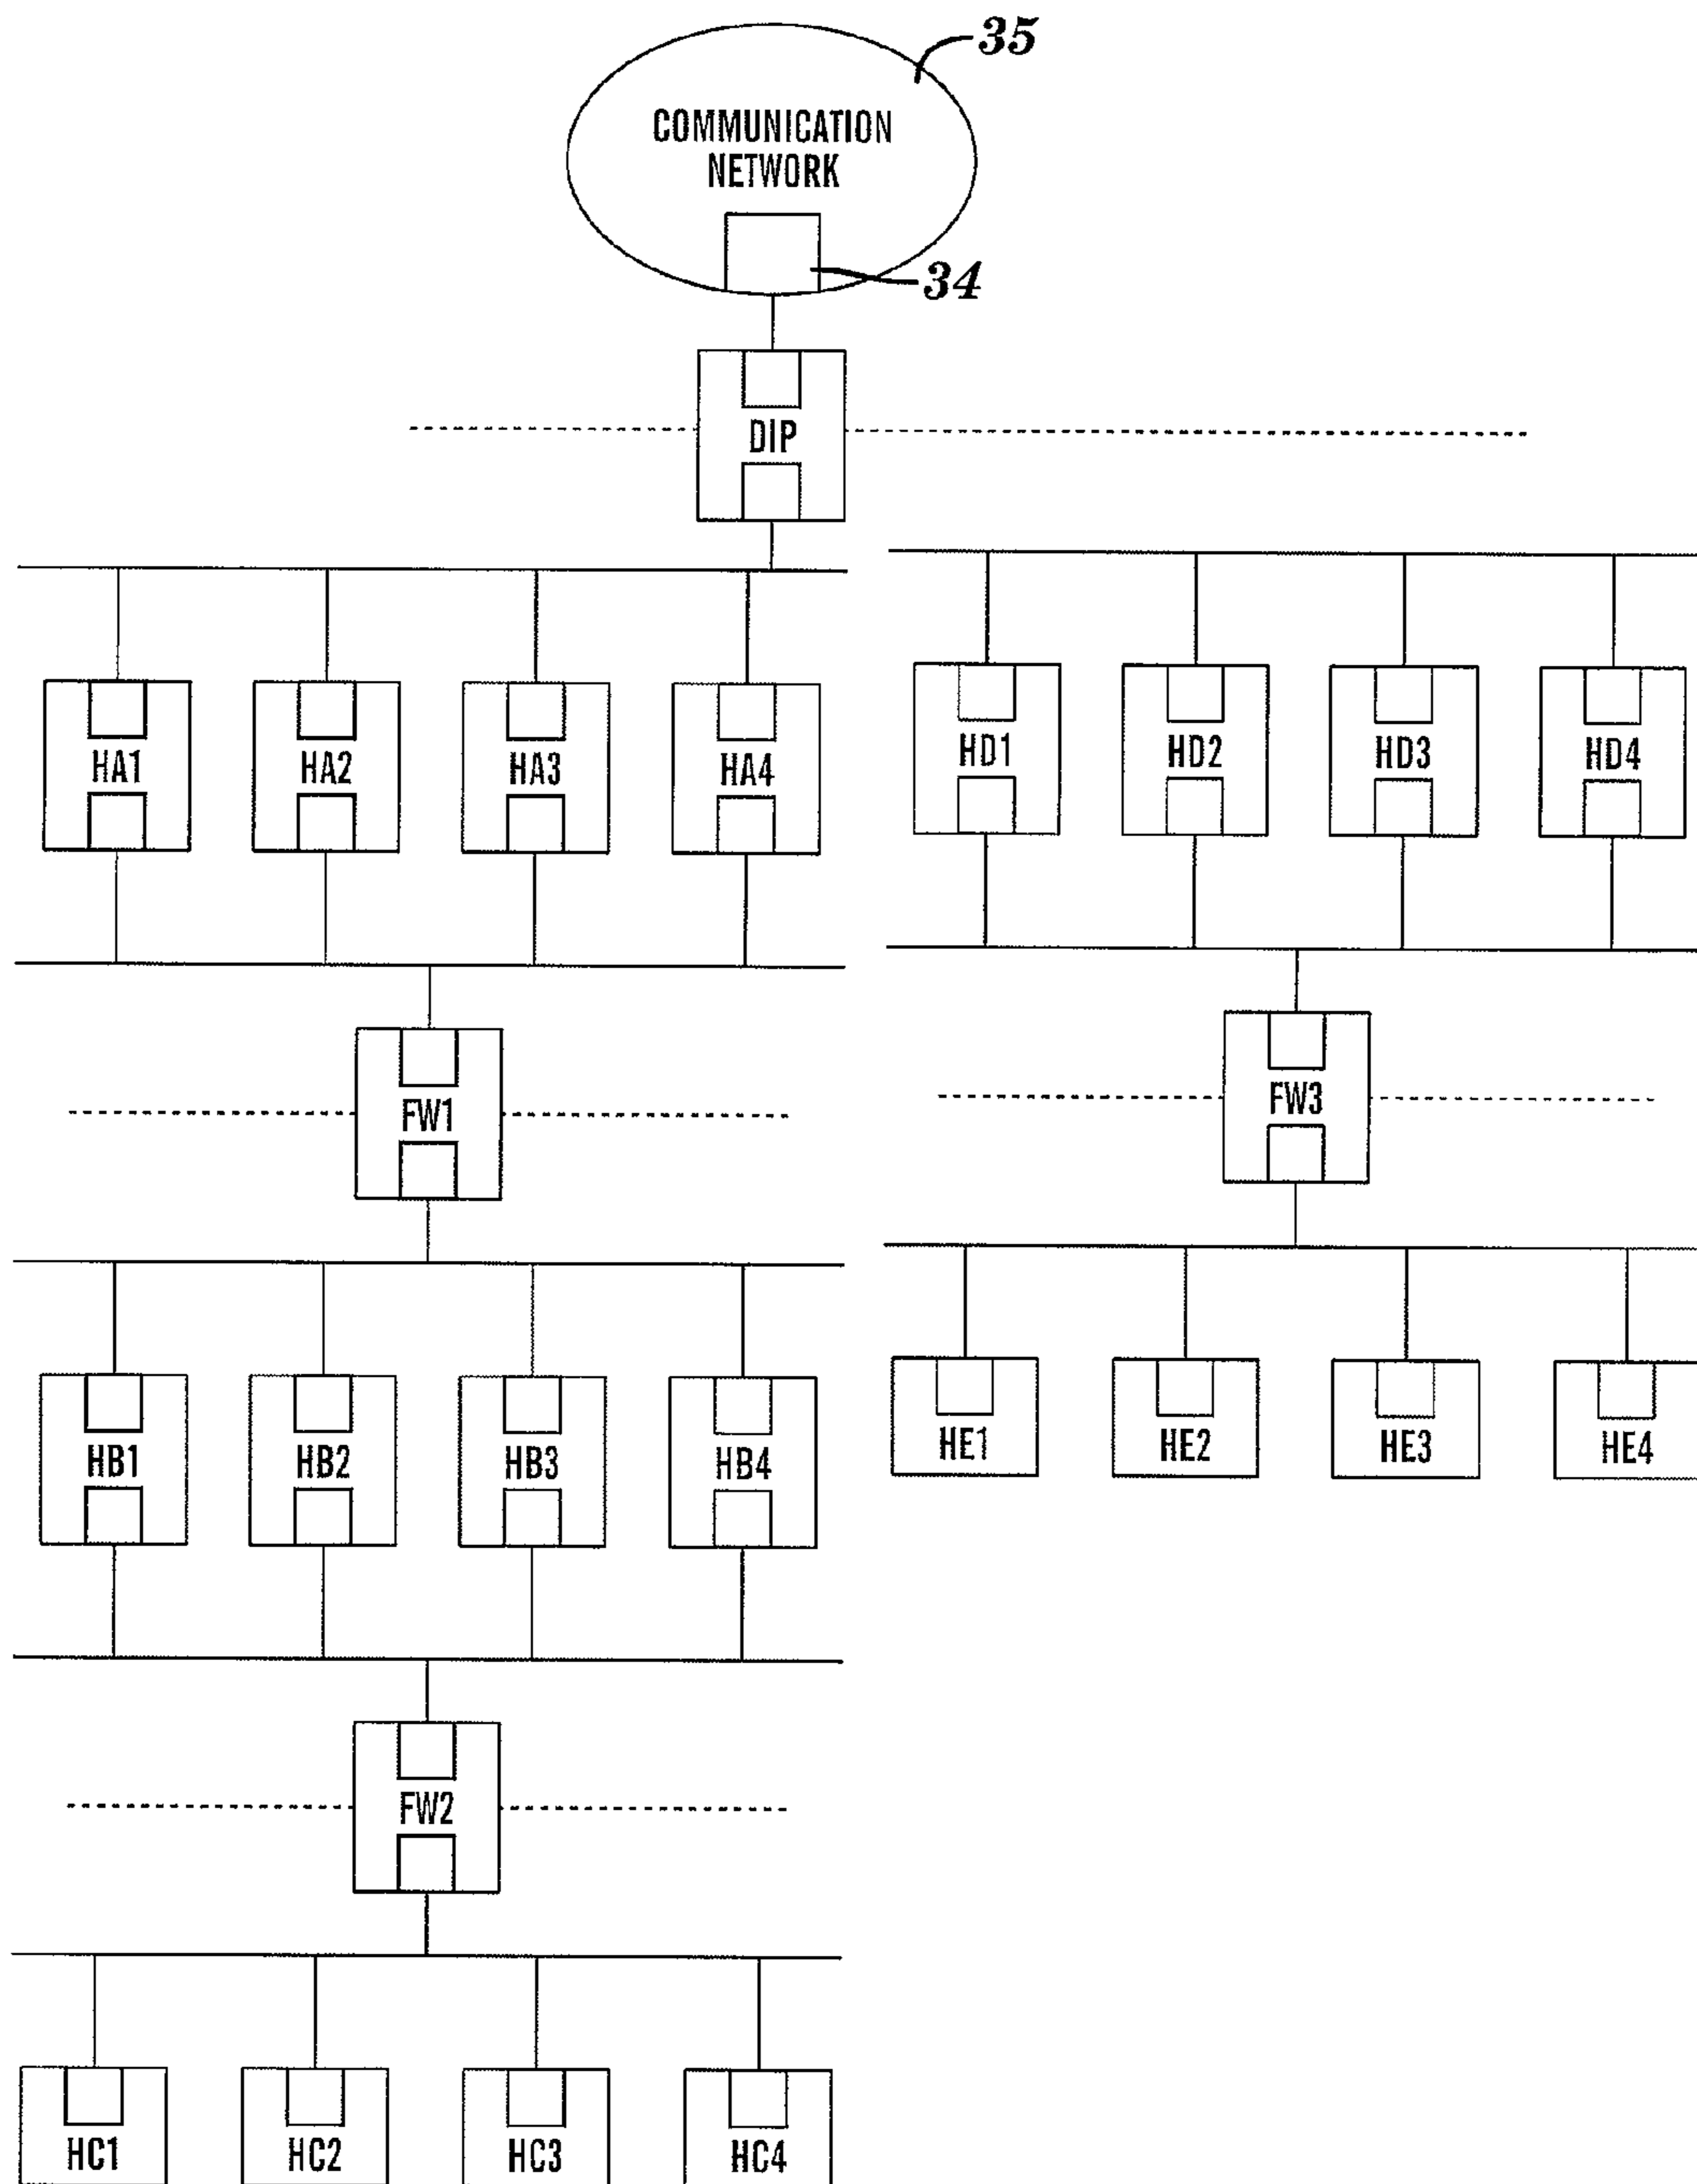 35
COMMUNICATION
NETWORK
34
DIP
HA1 HA2 HA3 HA4 HD1 HD2 HD3 HD4
FW1 FW3
HB1 HB2 HB3 HB4 HE1 HE2 HE3 HE4
FW2
HC1 HC2 HC3 HC4